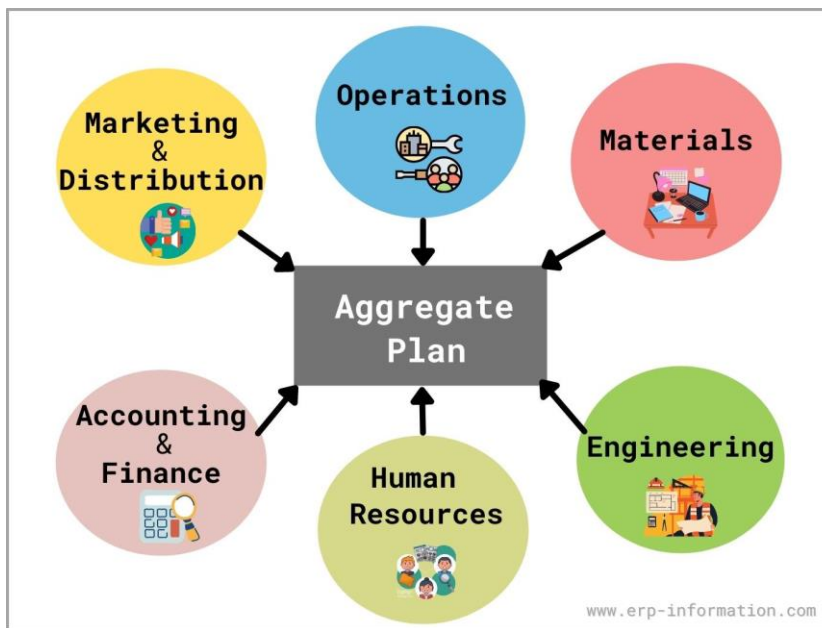 Operations
Marketing
&
Distribution
Materials
Aggregate
Plan
Accounting
&
Finance
Human
Resources
Engineering
www.erp-information.com